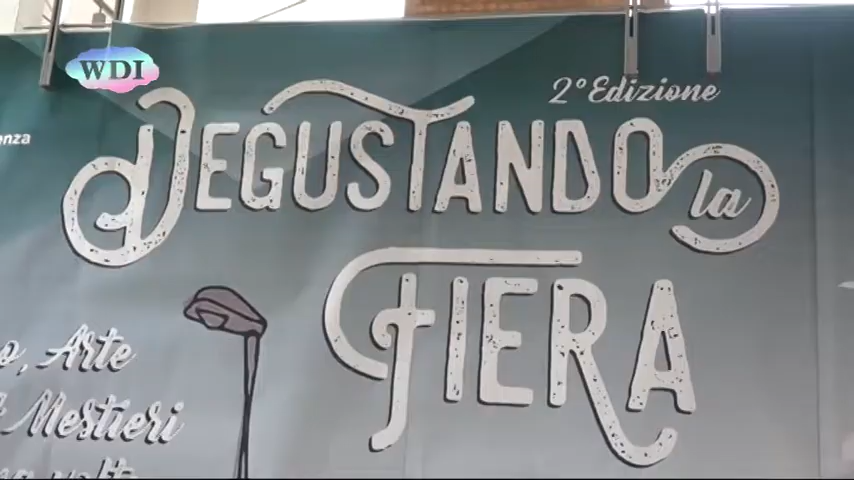 WDI
2° Edizione
DEGUSTANDO la
FIERA
Arte
Mestieri